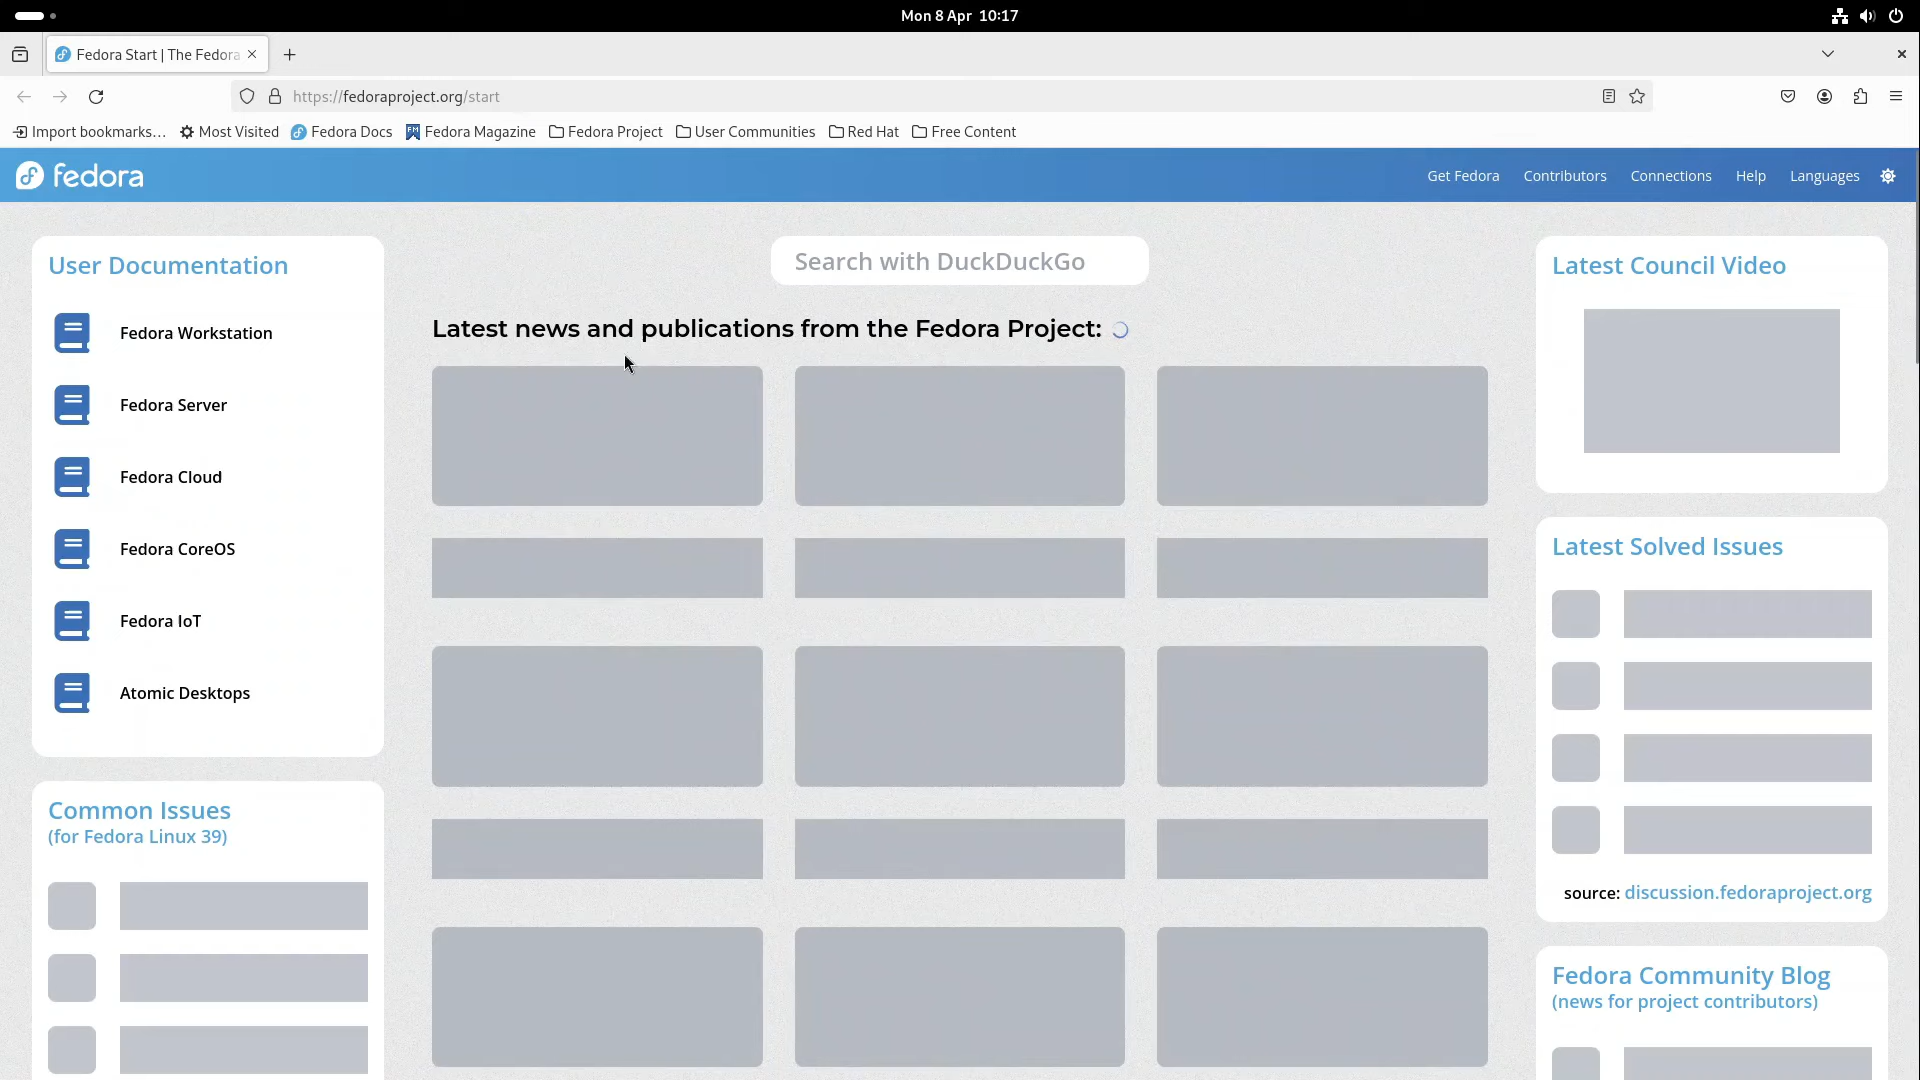 Mon 8 Apr 10:17
Fedora Start | The Fedora
https://fedoraproject.org/start
Import bookmarks... Most Visited Fedora Docs Fedora Magazine Fedora Project User Communities Red Hat Free Content
fedora Get Fedora Contributors Connections Help Languages
User Documentation
Fedora Workstation
Fedora Server
Fedora Cloud
Fedora CoreOS
Fedora IoT
Atomic Desktops
Common Issues
(for Fedora Linux 39)
Search with DuckDuckGo
Latest news and publications from the Fedora Project:
Latest Council Video
Latest Solved Issues
source: discussion.fedoraproject.org
Fedora Community Blog
(news for project contributors)